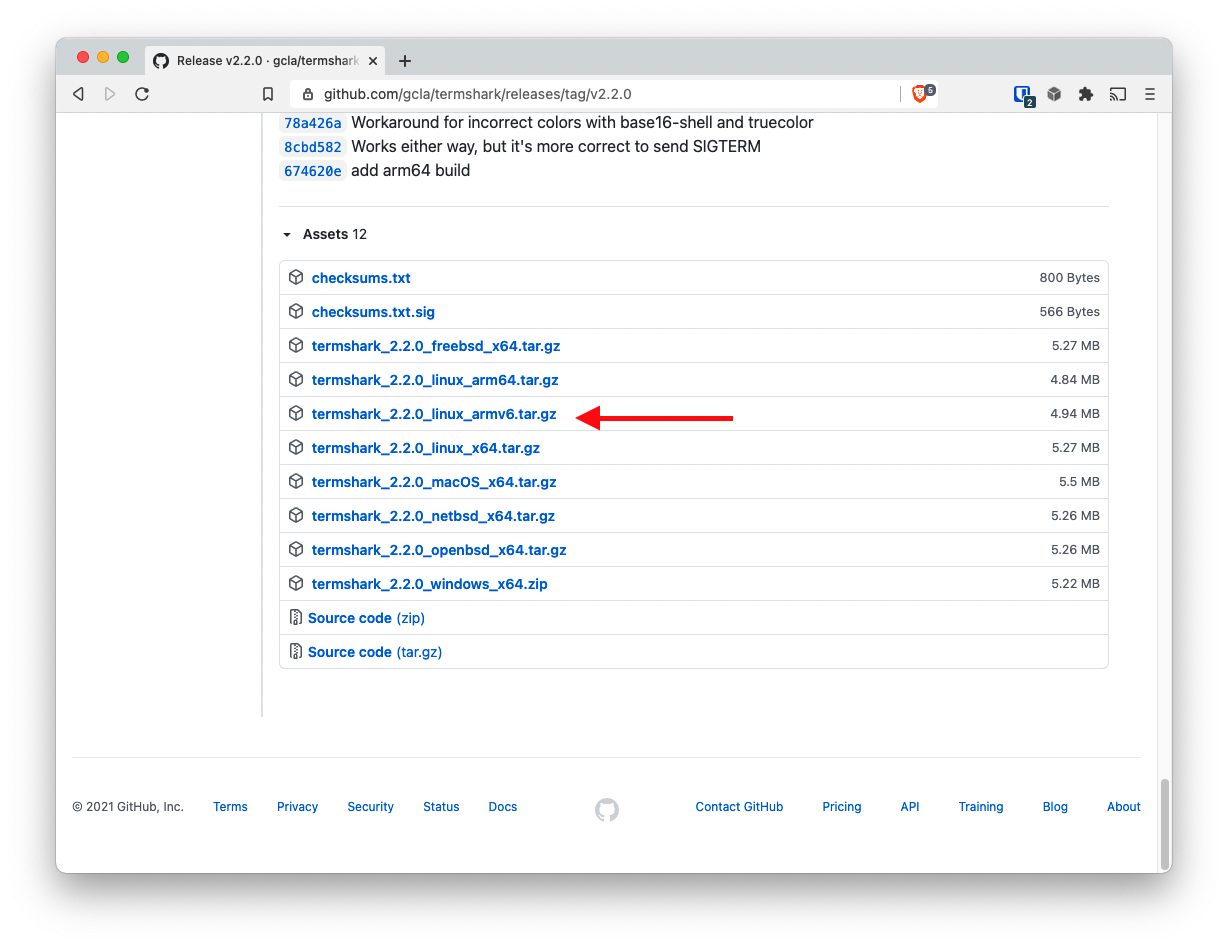 Release v2.2.0 · gcla/termshark
github.com/gcla/termshark/releases/tag/v2.2.0
5
2
78a426a Workaround for incorrect colors with base16-shell and truecolor
8cbd582 Works either way, but it's more correct to send SIGTERM
674620e add arm64 build
Assets 12
checksums.txt 800 Bytes
checksums.txt.sig 566 Bytes
termshark_2.2.0_freebsd_x64.tar.gz 5.27 MB
termshark_2.2.0_linux_arm64.tar.gz 4.84 MB
termshark_2.2.0_linux_armv6.tar.gz 4.94 MB
termshark_2.2.0_linux_x64.tar.gz 5.27 MB
termshark_2.2.0_macOS_x64.tar.gz 5.5 MB
termshark_2.2.0_netbsd_x64.tar.gz 5.26 MB
termshark_2.2.0_openbsd_x64.tar.gz 5.26 MB
termshark_2.2.0_windows_x64.zip 5.22 MB
Source code (zip)
Source code (tar.gz)
© 2021 GitHub, Inc. Terms Privacy Security Status Docs Contact GitHub Pricing API Training Blog About